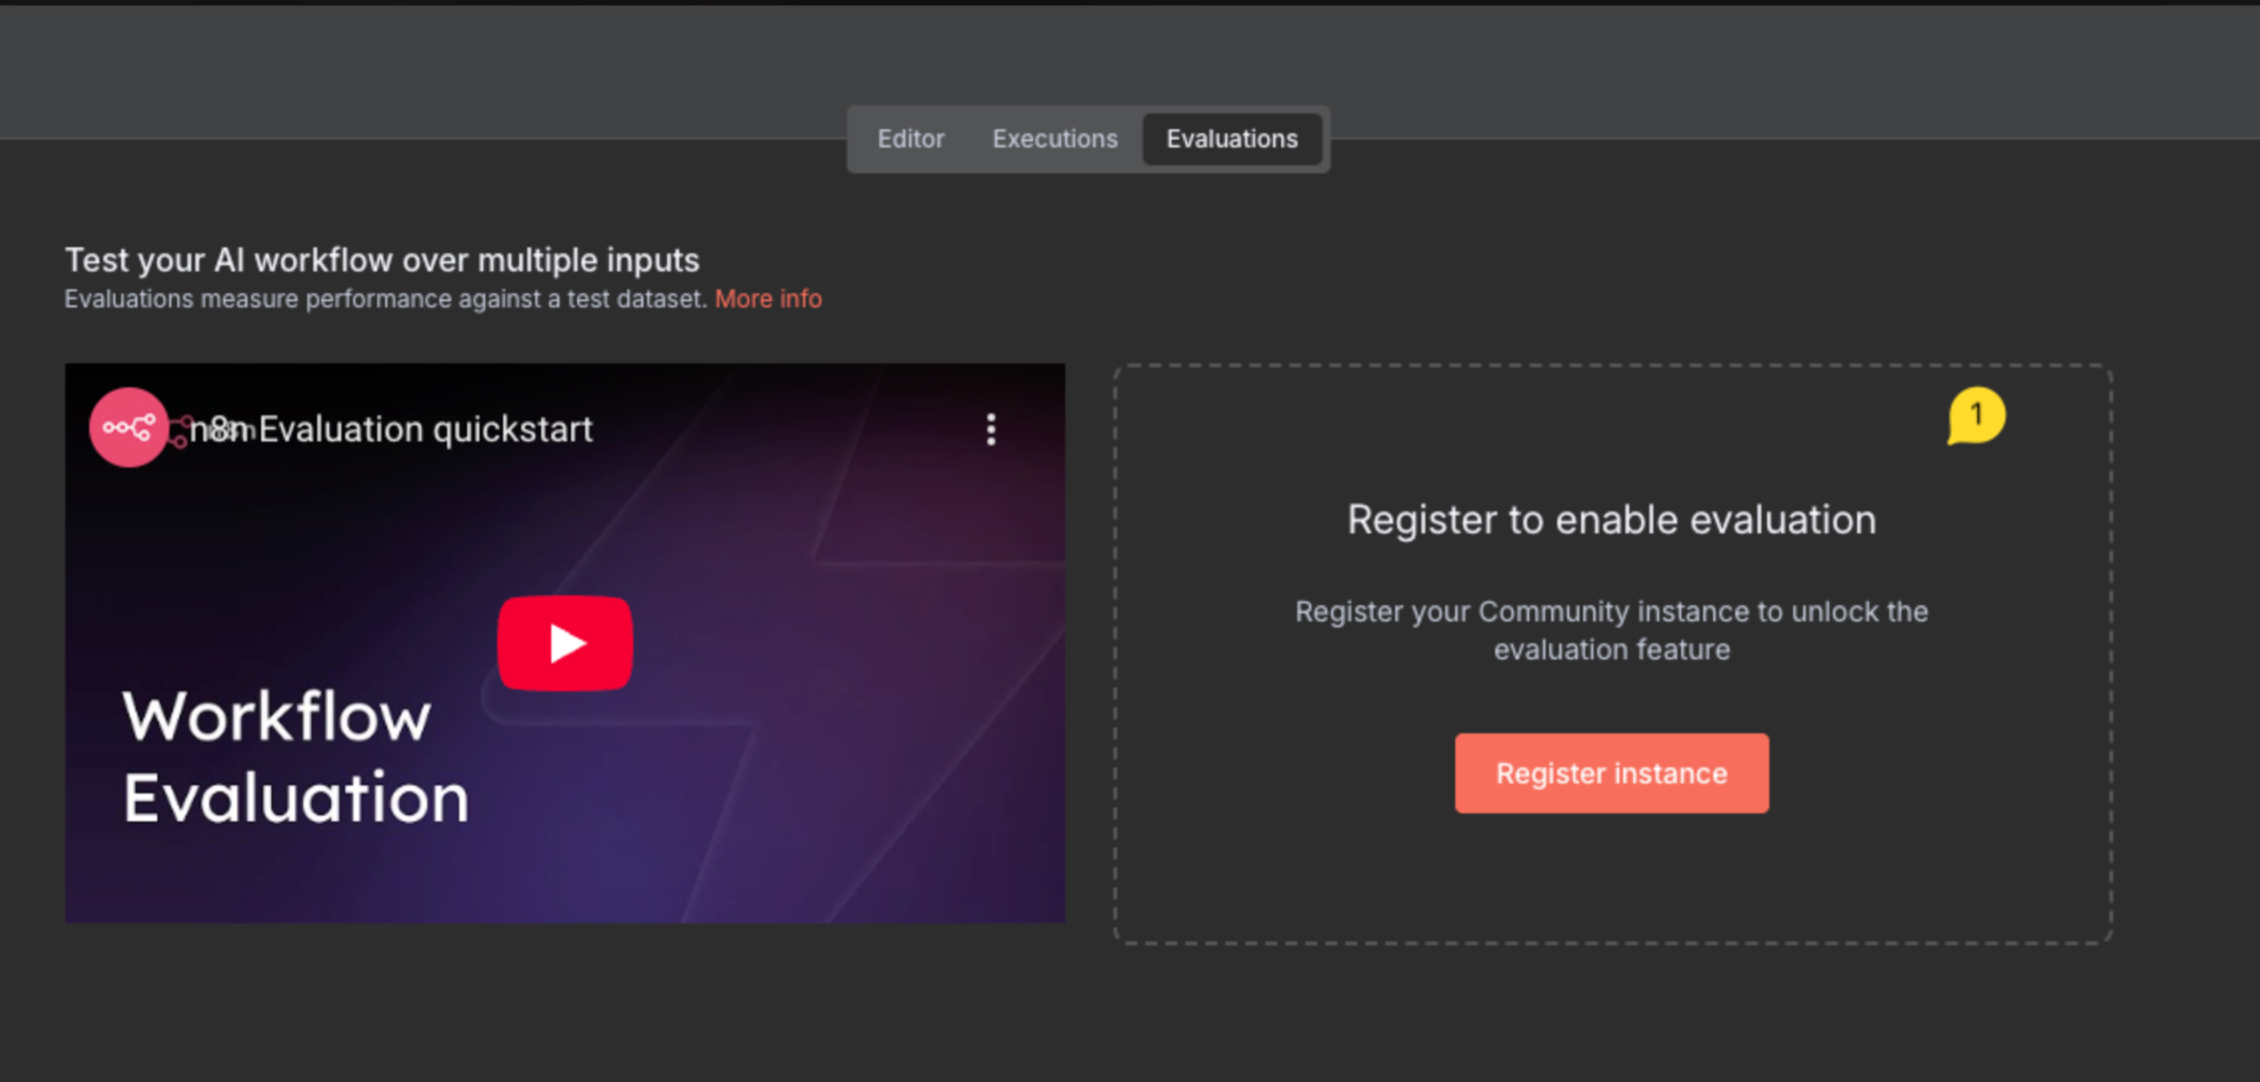 Editor Executions Evaluations
Test your AI workflow over multiple inputs
Evaluations measure performance against a test dataset. More info
n8n Evaluation quickstart
Workflow
Evaluation
1
Register to enable evaluation
Register your Community instance to unlock the
evaluation feature
Register instance